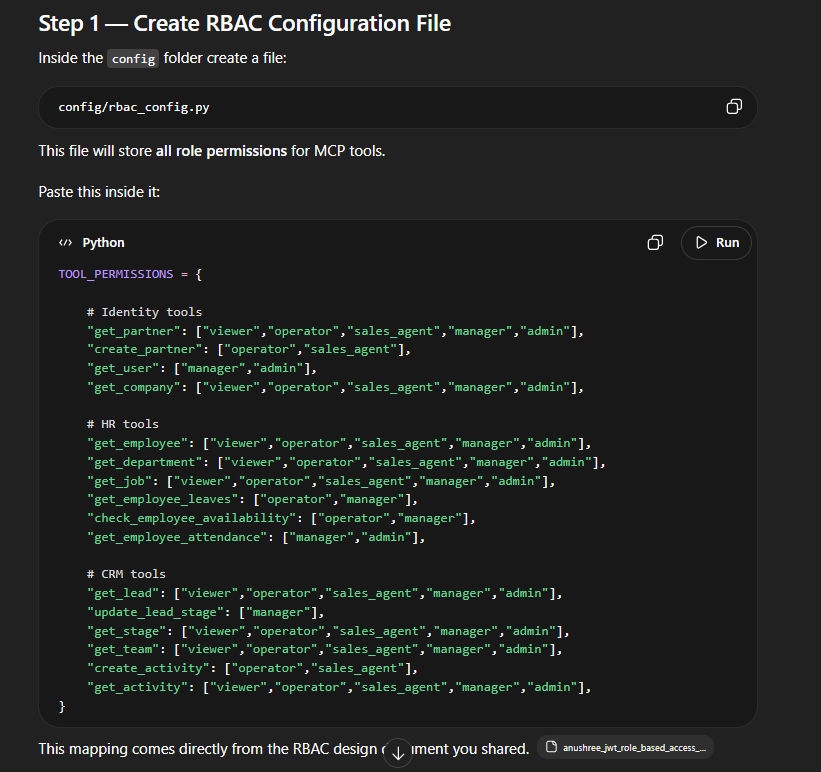 Step 1 — Create RBAC Configuration File
Inside the config folder create a file:
config/rbac_config.py
This file will store all role permissions for MCP tools.
Paste this inside it:
Python
Run
TOOL_PERMISSIONS = {
# Identity tools
"get_partner": ["viewer","operator","sales_agent","manager","admin"],
"create_partner": ["operator","sales_agent"],
"get_user": ["manager","admin"],
"get_company": ["viewer","operator","sales_agent","manager","admin"],
# HR tools
"get_employee": ["viewer","operator","sales_agent","manager","admin"],
"get_department": ["viewer","operator","sales_agent","manager","admin"],
"get_job": ["viewer","operator","sales_agent","manager","admin"],
"get_employee_leaves": ["operator","manager"],
"check_employee_availability": ["operator","manager"],
"get_employee_attendance": ["manager","admin"],
# CRM tools
"get_lead": ["viewer","operator","sales_agent","manager","admin"],
"update_lead_stage": ["manager"],
"get_stage": ["viewer","operator","sales_agent","manager","admin"],
"get_team": ["viewer","operator","sales_agent","manager","admin"],
"create_activity": ["operator","sales_agent"],
"get_activity": ["viewer","operator","sales_agent","manager","admin"],
}
This mapping comes directly from the RBAC design you shared. anushree_jwt_role_based_access_...